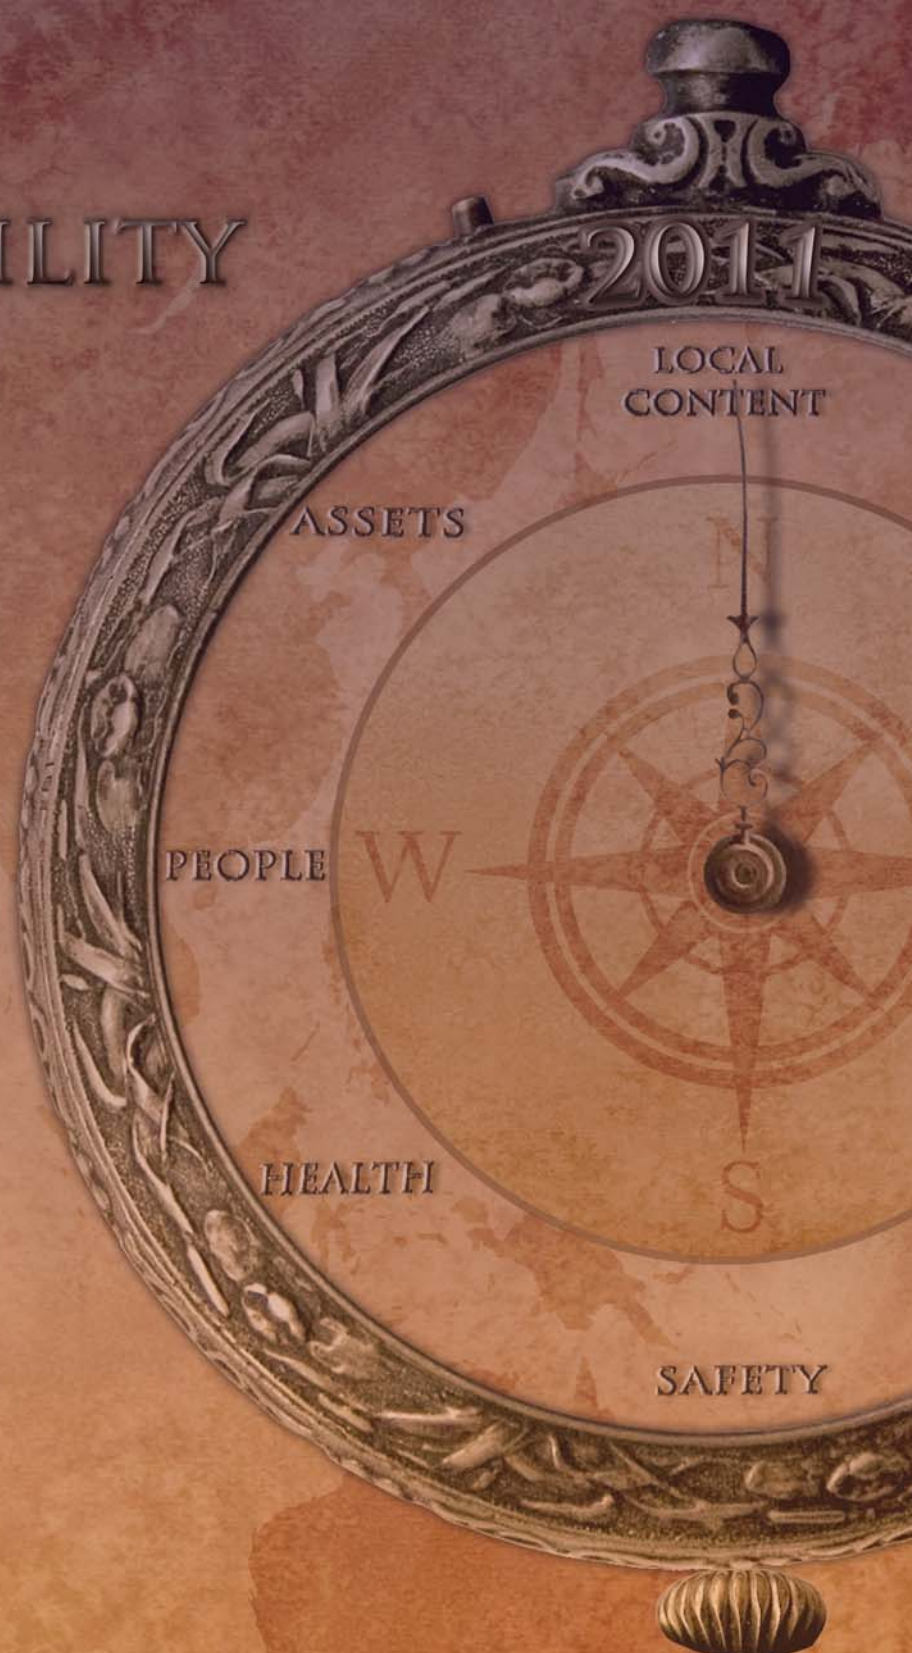 ILITY
2011
LOCAL
CONTENT
ASSETS
N
PEOPLE
W
HEALTH
S
SAFETY